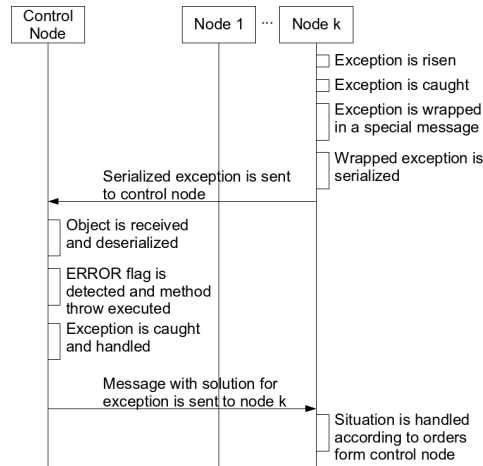 Control
Node
Node 1
...
Node k
Exception is risen
Exception is caught
Exception is wrapped
in a special message
Wrapped exception is
serialized
Serialized exception is sent
to control node
Object is received
and deserialized
ERROR flag is
detected and method
throw executed
Exception is caught
and handled
Message with solution for
exception is sent to node k
Situation is handled
according to orders
form control node